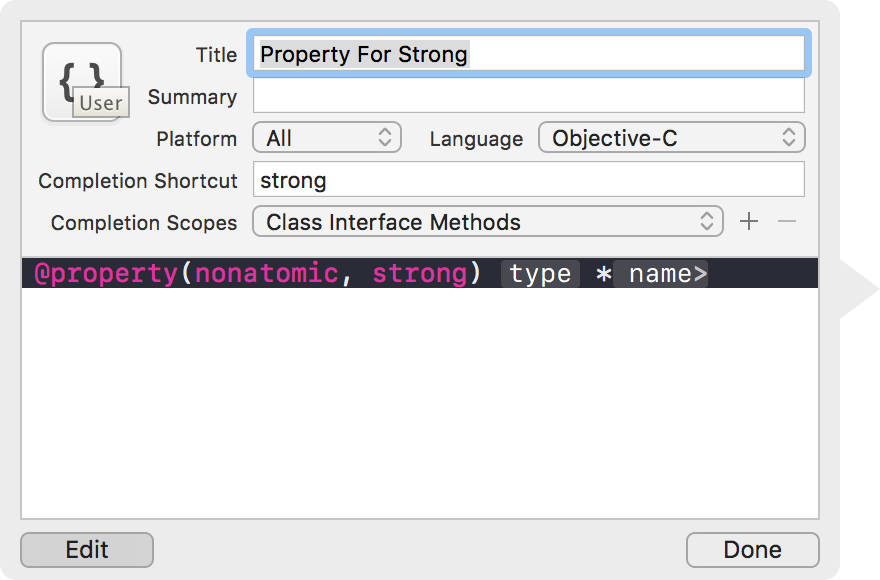 Title Property For Strong
{ } User
Summary
Platform All Language Objective-C
Completion Shortcut strong
Completion Scopes Class Interface Methods + −
@property(nonatomic, strong) type * name>
Edit Done